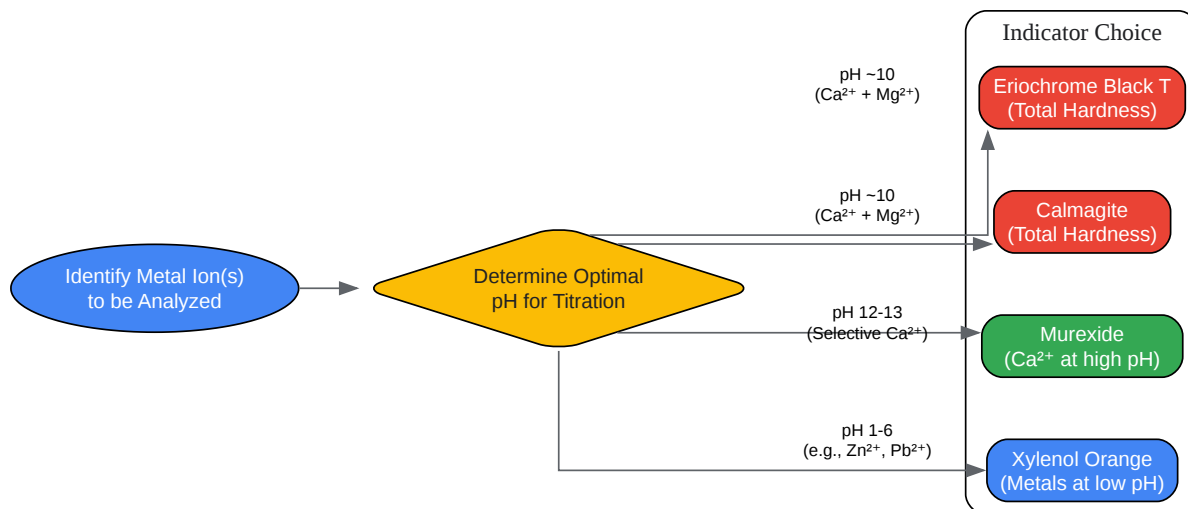 Indicator Choice
pH ~10
(Ca²⁺ + Mg²⁺)
Eriochrome Black T
(Total Hardness)
pH ~10
(Ca²⁺ + Mg²⁺)
Calmagite
(Total Hardness)
Identify Metal Ion(s)
to be Analyzed
Determine Optimal
pH for Titration
pH 12-13
(Selective Ca²⁺)
Murexide
(Ca²⁺ at high pH)
pH 1-6
(e.g., Zn²⁺, Pb²⁺)
Xylenol Orange
(Metals at low pH)